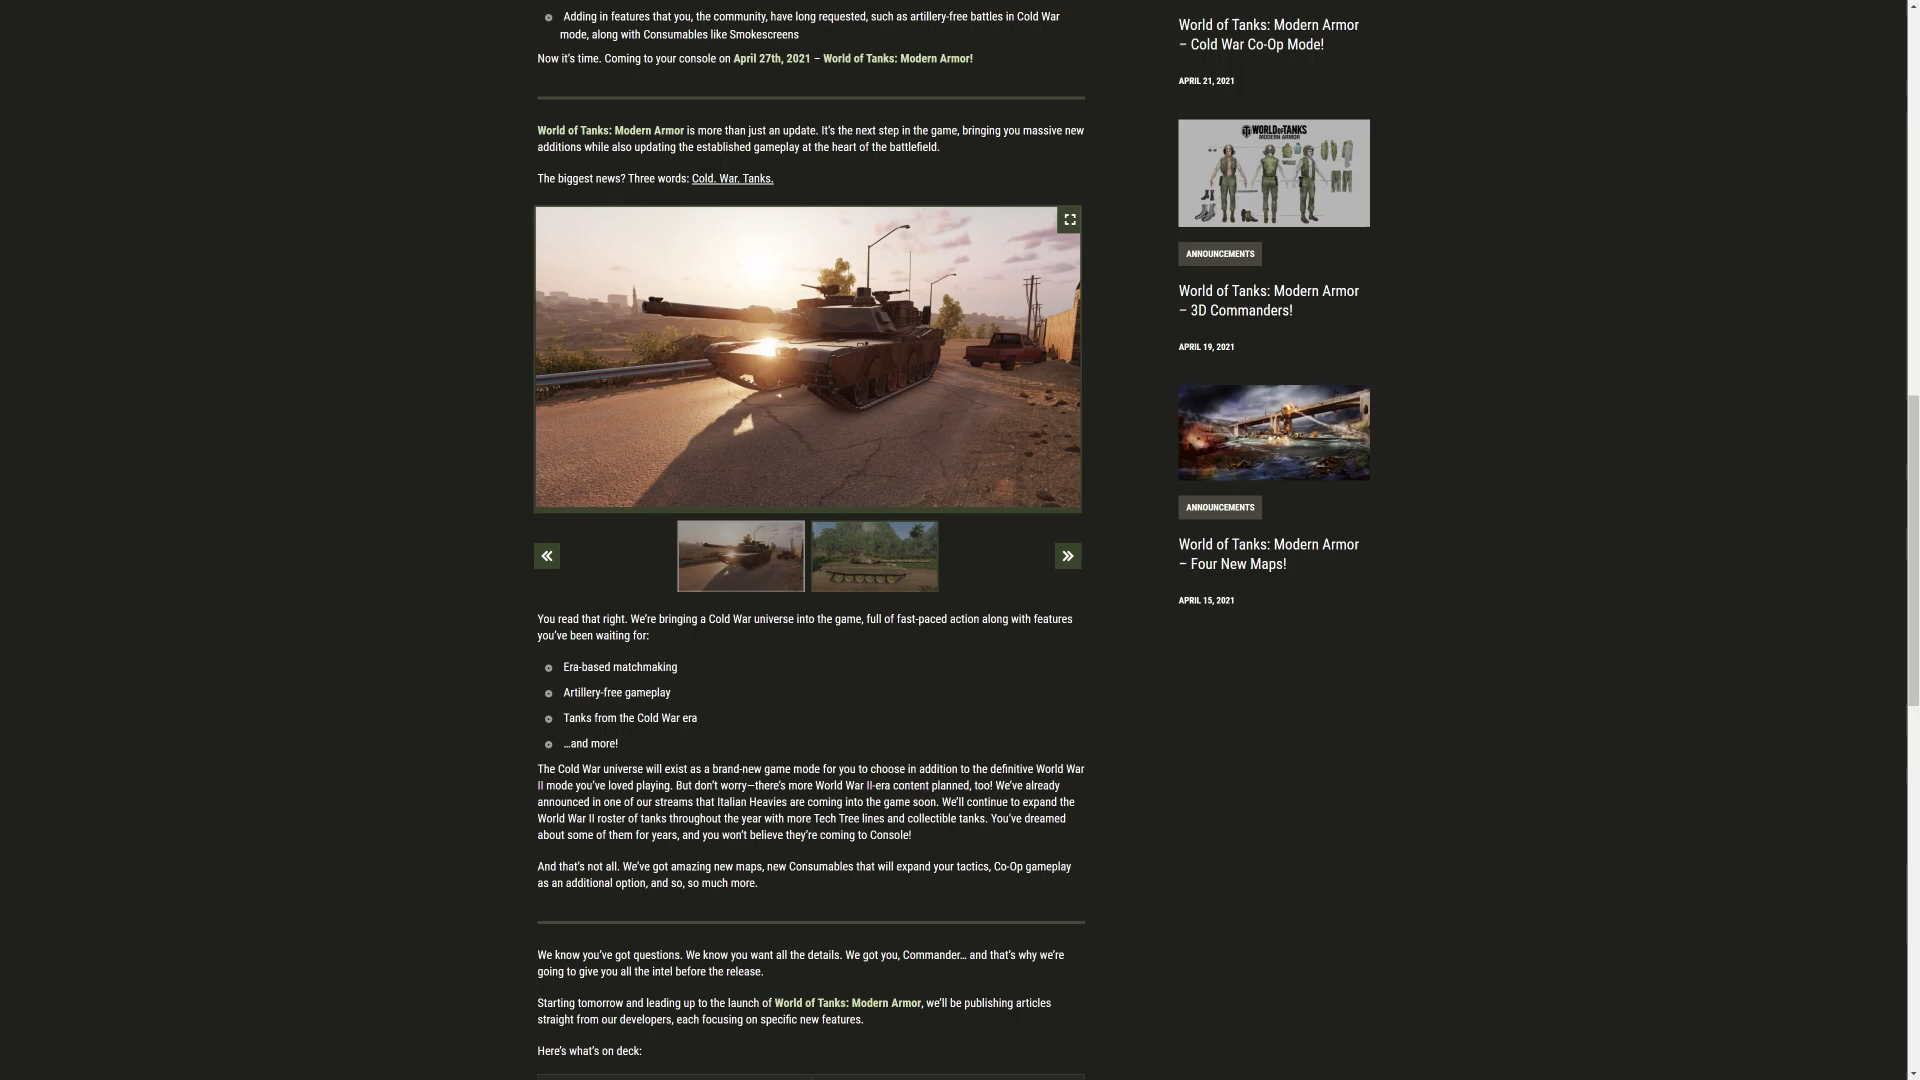 Adding in features that you, the community, have long requested, such as artillery-free battles in Cold War
mode, along with Consumables like Smokescreens
Now it's time. Coming to your console on April 27th, 2021 – World of Tanks: Modern Armor!
World of Tanks: Modern Armor is more than just an update. It's the next step in the game, bringing you massive new
additions while also updating the established gameplay at the heart of the battlefield.
The biggest news? Three words: Cold. War. Tanks.
You read that right. We're bringing a Cold War universe into the game, full of fast-paced action along with features
you've been waiting for:
Era-based matchmaking
Artillery-free gameplay
Tanks from the Cold War era
…and more!
The Cold War universe will exist as a brand-new game mode for you to choose in addition to the definitive World War
II mode you've loved playing. But don't worry—there's more World War II-era content planned, too! We've already
announced in one of our streams that Italian Heavies are coming into the game soon. We'll continue to expand the
World War II roster of tanks throughout the year with more Tech Tree lines and collectible tanks. You've dreamed
about some of them for years, and you won't believe they're coming to Console!
And that's not all. We've got amazing new maps, new Consumables that will expand your tactics, Co-Op gameplay
as an additional option, and so, so much more.
We know you've got questions. We know you want all the details. We got you, Commander… and that's why we're
going to give you all the intel before the release.
Starting tomorrow and leading up to the launch of World of Tanks: Modern Armor, we'll be publishing articles
straight from our developers, each focusing on specific new features.
Here's what's on deck:
World of Tanks: Modern Armor
– Cold War Co-Op Mode!
APRIL 21, 2021
WORLD OF TANKS
MODERN ARMOR
ANNOUNCEMENTS
World of Tanks: Modern Armor
– 3D Commanders!
APRIL 19, 2021
ANNOUNCEMENTS
World of Tanks: Modern Armor
– Four New Maps!
APRIL 15, 2021